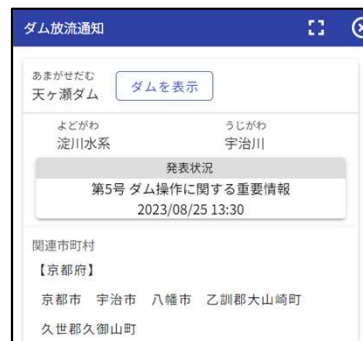 ダム放流通知
あまがせだむ
天ヶ瀬ダム
ダムを表示
よどがわ
うじがわ
淀川水系
宇治川
発表状況
第5号 ダム操作に関する重要情報
2023/08/25 13:30
関連市町村
【京都府】
京都市 宇治市 八幡市 乙訓郡大山崎町
久世郡久御山町